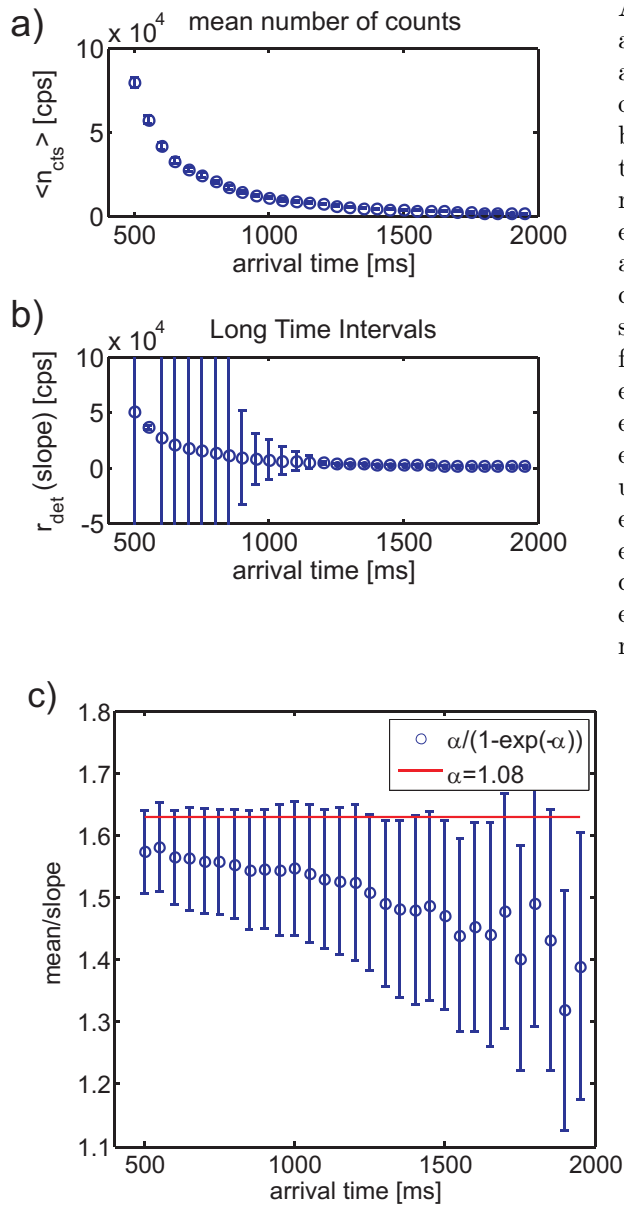 a) mean number of counts
x 10^4
10
5
0
<n_cts> [cps]
500 1000 1500 2000
arrival time [ms]
b) Long Time Intervals
x 10^4
10
5
0
-5
r_det (slope) [cps]
500 1000 1500 2000
arrival time [ms]
c)
1.8
1.7
1.6
1.5
1.4
1.3
1.2
1.1
mean/slope
α/(1-exp(-α))
α=1.08
500 1000 1500 2000
arrival time [ms]